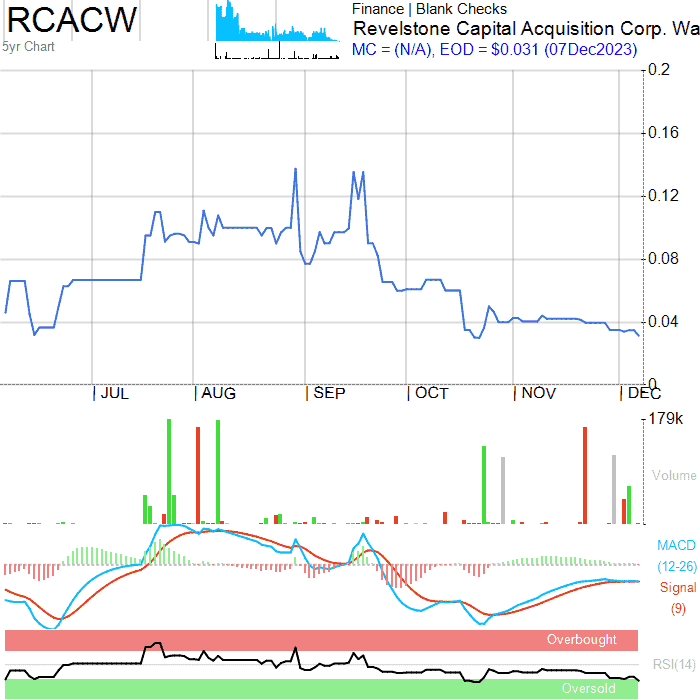 RCACW
5yr Chart
Finance | Blank Checks
Revelstone Capital Acquisition Corp. Wa
MC = (N/A), EOD = $0.031 (07Dec2023)
0.2
0.16
0.12
0.08
0.04
0
JUL AUG SEP OCT NOV DEC
179k
Volume
MACD
(12-26)
Signal
(9)
Overbought
RSI(14)
Oversold